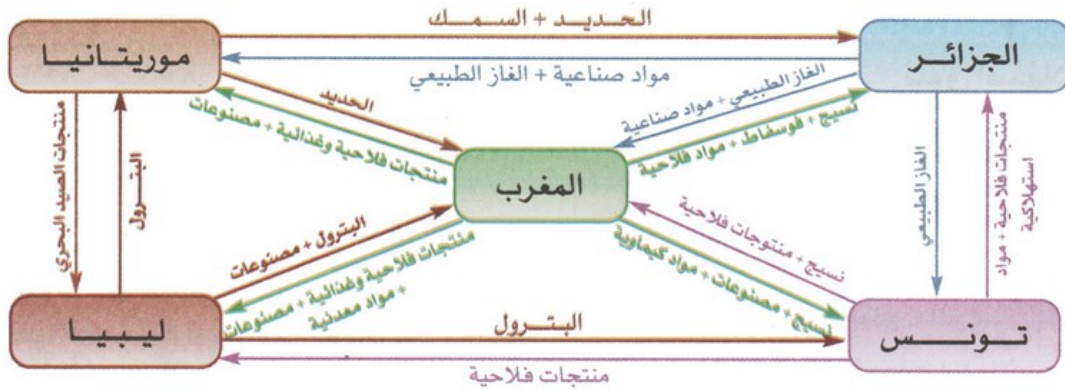 الحديد + السمك
موريتانيا
الجزائر
مواد صناعية + الغاز الطبيعي
الغاز الطبيعي + مواد صناعية
نسيج + فوسفاط + مواد فلاحية
الحديد
منتجات فلاحية وغذائية + مصنوعات
منتجات الصيد البحري
البترول
المغرب
الغاز الطبيعي
منتجات فلاحية + مواد
استهلاكية
البترول + مصنوعات
منتجات فلاحية وغذائية + مصنوعات
+ مواد معدنية
نسيج + منتوجات فلاحية
نسيج + مصنوعات + مواد كيماوية
ليبيا
البترول
تونس
منتجات فلاحية